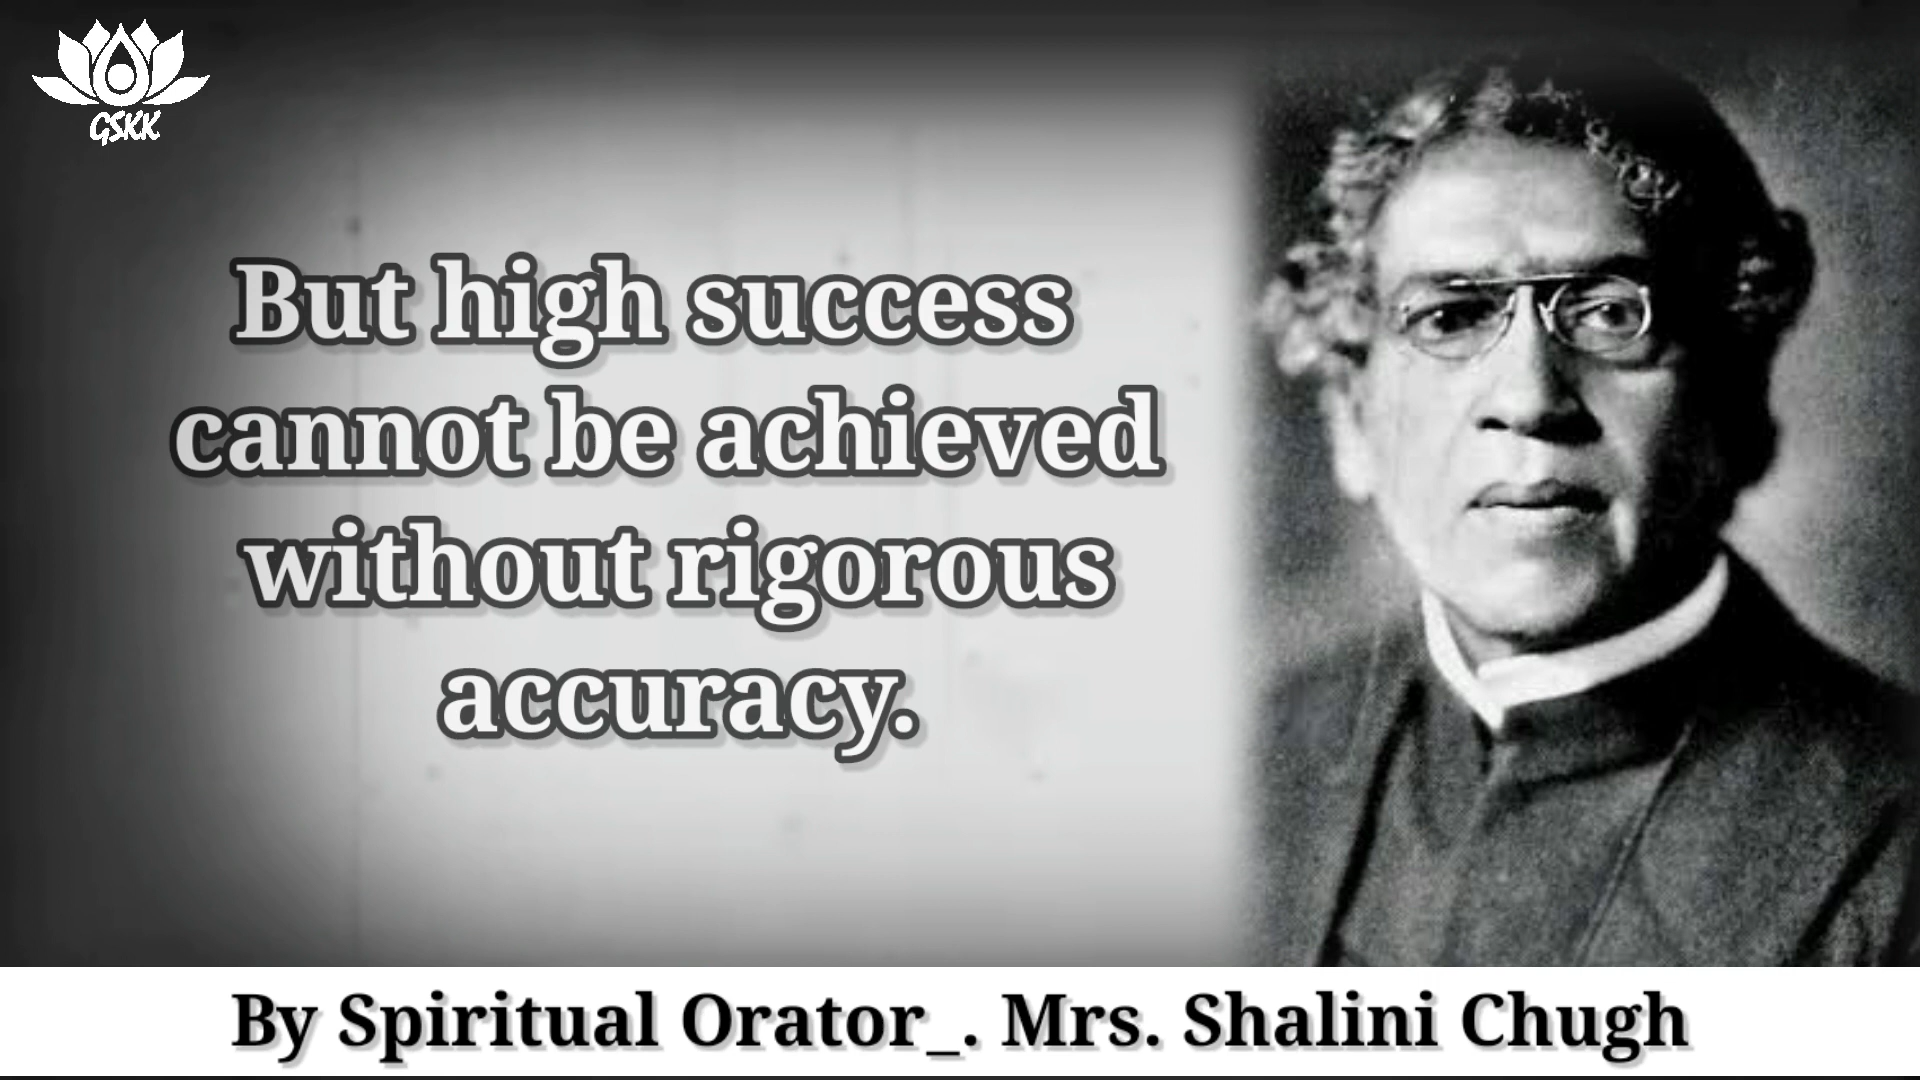 GSKK
But high success
cannot be achieved
without rigorous
accuracy.
By Spiritual Orator_. Mrs. Shalini Chugh